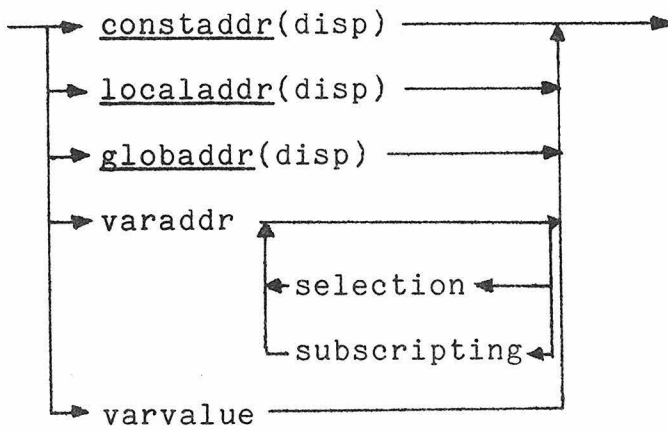 constaddr(disp)
localaddr(disp)
globaddr(disp)
varaddr
selection
subscripting
varvalue